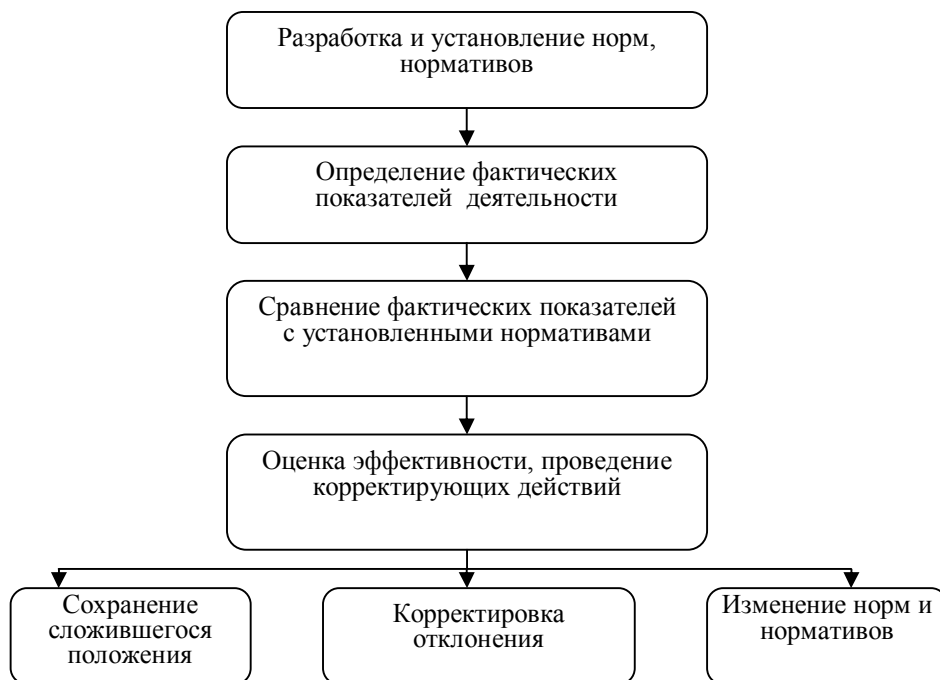 Разработка и установление норм,
нормативов
Определение фактических
показателей деятельности
Сравнение фактических показателей
с установленными нормативами
Оценка эффективности, проведение
корректирующих действий
Сохранение
сложившегося
положения
Корректировка
отклонения
Изменение норм и
нормативов